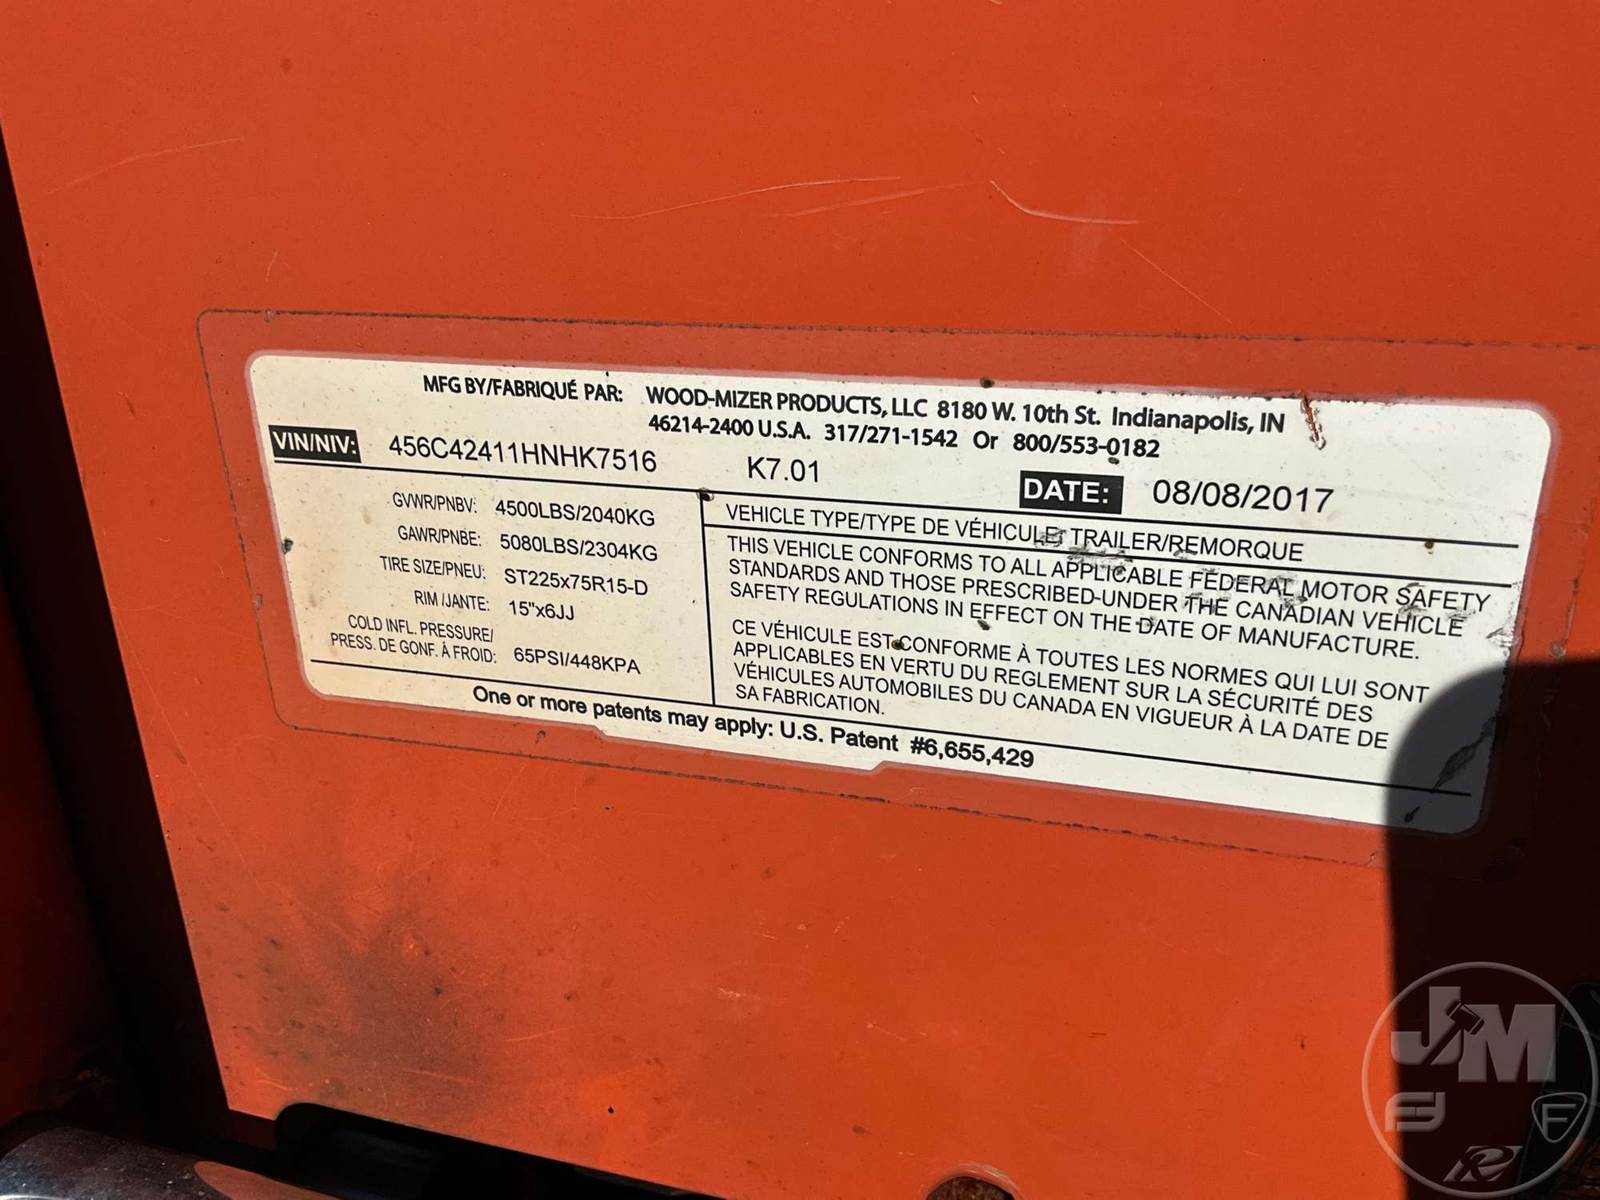 MFG BY/FABRIQUÉ PAR: WOOD-MIZER PRODUCTS, LLC 8180 W. 10th St. Indianapolis, IN
46214-2400 U.S.A. 317/271-1542 Or 800/553-0182
VIN/NIV: 456C42411HNHK7516 K7.01 DATE: 08/08/2017
GVWR/PNBV: 4500LBS/2040KG
GAWR/PNBE: 5080LBS/2304KG
TIRE SIZE/PNEU: ST225x75R15-D
RIM /JANTE: 15"x6JJ
COLD INFL. PRESSURE/
PRESS. DE GONF. À FROID: 65PSI/448KPA
VEHICLE TYPE/TYPE DE VÉHICULE: TRAILER/REMORQUE
THIS VEHICLE CONFORMS TO ALL APPLICABLE FEDERAL MOTOR SAFETY
STANDARDS AND THOSE PRESCRIBED UNDER THE CANADIAN VEHICLE
SAFETY REGULATIONS IN EFFECT ON THE DATE OF MANUFACTURE.
CE VÉHICULE EST CONFORME À TOUTES LES NORMES QUI LUI SONT
APPLICABLES EN VERTU DU REGLEMENT SUR LA SÉCURITÉ DES
VÉHICULES AUTOMOBILES DU CANADA EN VIGUEUR À LA DATE DE
SA FABRICATION.
One or more patents may apply: U.S. Patent #6,655,429
JM